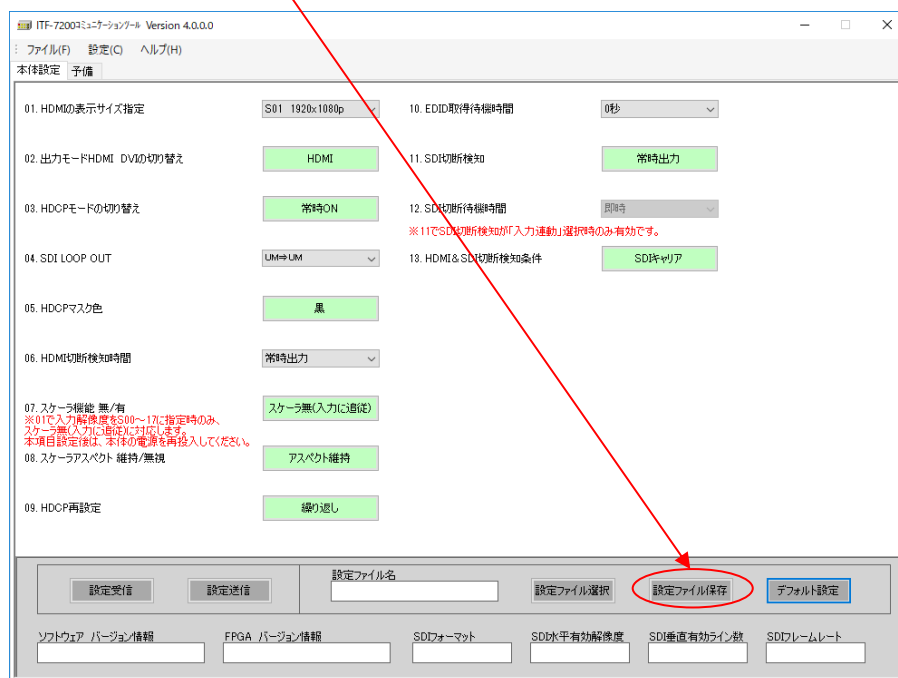 ITF-7200ｺﾐｭﾆｹｰｼｮﾝﾂｰﾙ Version 4.0.0.0
ファイル(F) 設定(C) ヘルプ(H)
本体設定 予備
01. HDMIの表示サイズ指定 S01 1920x1080p
10. EDID取得待機時間 0秒
02. 出力モードHDMI DVIの切り替え HDMI
11. SDI切断検知 常時出力
03. HDCPモードの切り替え 常時ON
12. SDI切断待機時間 即時
※11でSDI切断検知が「入力連動」選択時のみ有効です。
04. SDI LOOP OUT UM⇒UM
13. HDMI＆SDI切断検知条件 SDIキャリア
05. HDCPマスク色 黒
06. HDMI切断検知時間 常時出力
07. スケーラ機能 無/有 スケーラ無(入力に追従)
※01で入力解像度をS00～17に指定時のみ、
スケーラ無(入力に追従)に対応します。
本項目設定後は、本体の電源を再投入してください。
08. スケーラアスペクト 維持/無視 アスペクト維持
09. HDCP再設定 繰り返し
設定受信 設定送信 設定ファイル名 設定ファイル選択 設定ファイル保存 デフォルト設定
ソフトウェア バージョン情報 FPGA バージョン情報 SDIフォーマット SDI水平有効解像度 SDI垂直有効ライン数 SDIフレームレート